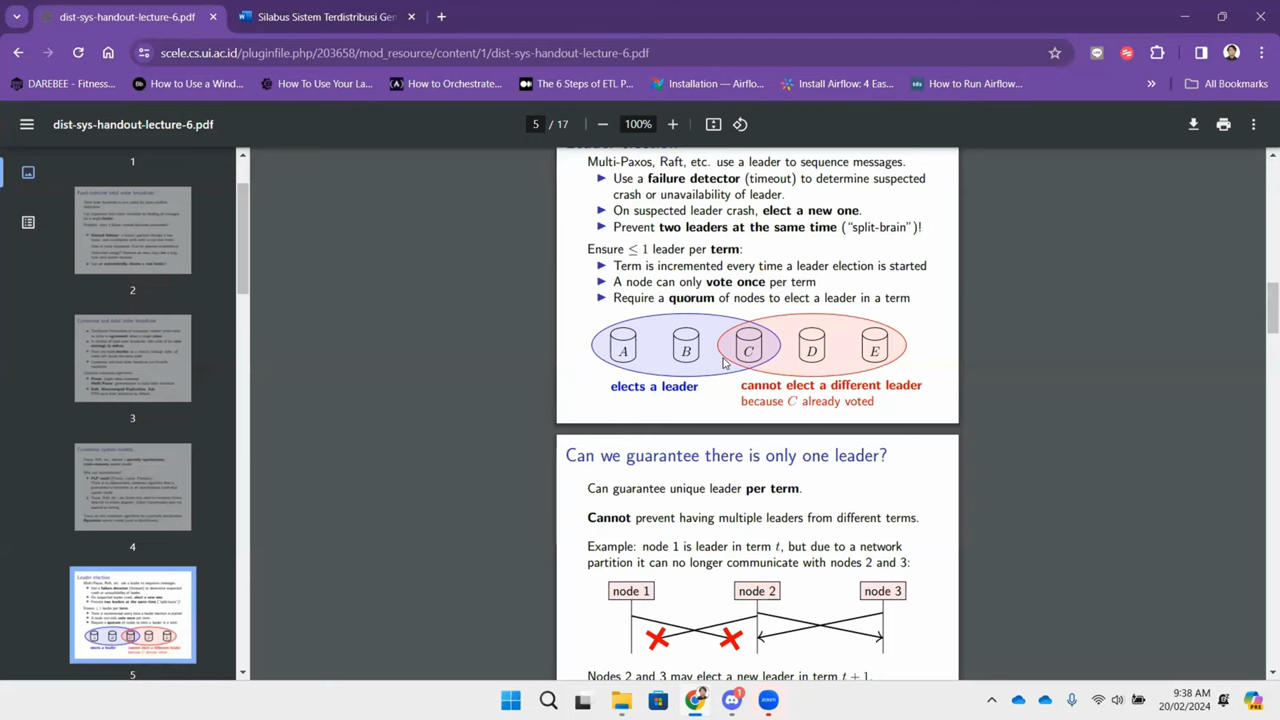 dist-sys-handout-lecture-6.pdf
Silabus Sistem Terdistribusi Gen
scele.cs.ui.ac.id/pluginfile.php/203658/mod_resource/content/1/dist-sys-handout-lecture-6.pdf
DAREBEE - Fitness...
How to Use a Wind...
How To Use Your La...
How to Orchestrate...
The 6 Steps of ETL P...
Installation — Airflo...
Install Airflow: 4 Eas...
How to Run Airflow...
All Bookmarks
dist-sys-handout-lecture-6.pdf
5 / 17
100%
1
2
3
4
5
Multi-Paxos, Raft, etc. use a leader to sequence messages.
Use a failure detector (timeout) to determine suspected
crash or unavailability of leader.
On suspected leader crash, elect a new one.
Prevent two leaders at the same time ("split-brain")!
Ensure ≤ 1 leader per term:
Term is incremented every time a leader election is started
A node can only vote once per term
Require a quorum of nodes to elect a leader in a term
A B C D E
elects a leader
cannot elect a different leader
because C already voted
Can we guarantee there is only one leader?
Can guarantee unique leader per term.
Cannot prevent having multiple leaders from different terms.
Example: node 1 is leader in term t, but due to a network
partition it can no longer communicate with nodes 2 and 3:
node 1 node 2 node 3
Nodes 2 and 3 may elect a new leader in term t + 1.
9:38 AM
20/02/2024